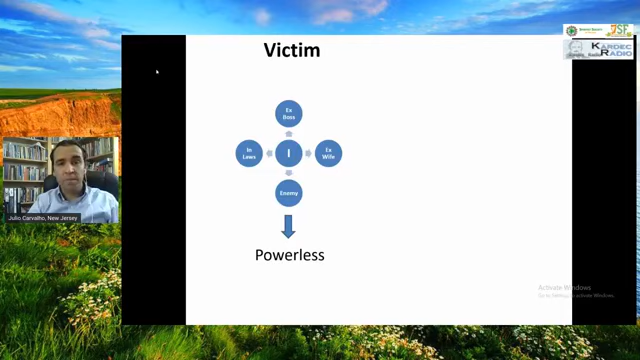 Victim
Ex
Boss
In
Laws
I
Ex
Wife
Enemy
Powerless
Julio Carvalho, New Jersey
KARDEC
RADIO
Activate Windows